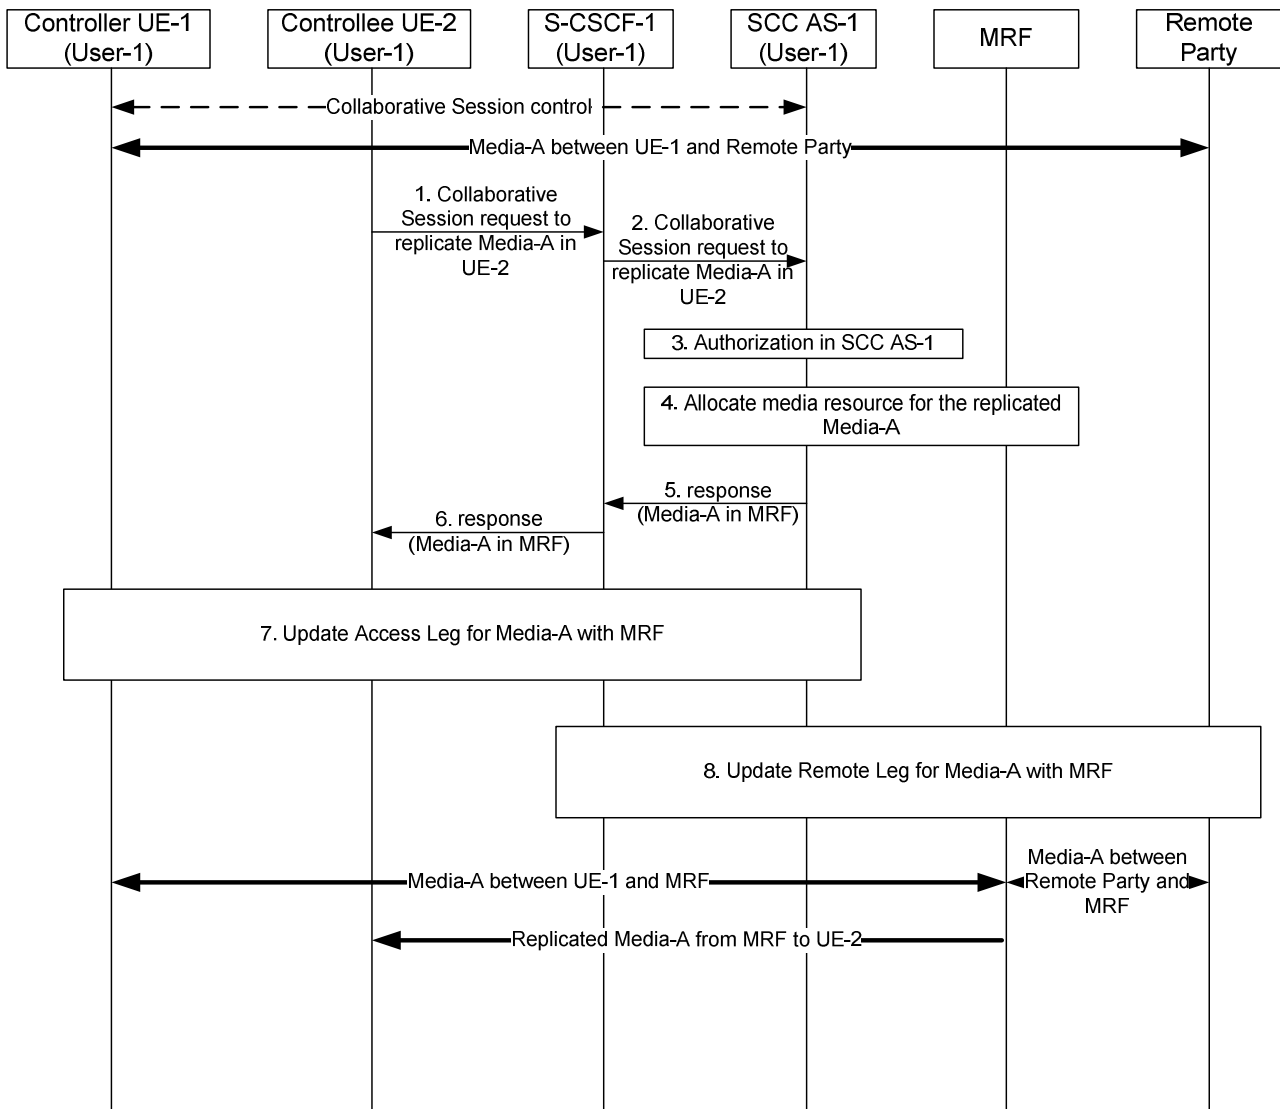 Controller UE-1
(User-1)
Controllee UE-2
(User-1)
S-CSCF-1
(User-1)
SCC AS-1
(User-1)
MRF
Remote
Party
Collaborative Session control
Media-A between UE-1 and Remote Party
1. Collaborative
Session request to
replicate Media-A in
UE-2
2. Collaborative
Session request to
replicate Media-A in
UE-2
3. Authorization in SCC AS-1
4. Allocate media resource for the replicated
Media-A
5. response
(Media-A in MRF)
6. response
(Media-A in MRF)
7. Update Access Leg for Media-A with MRF
8. Update Remote Leg for Media-A with MRF
Media-A between UE-1 and MRF
Media-A between
Remote Party and
MRF
Replicated Media-A from MRF to UE-2